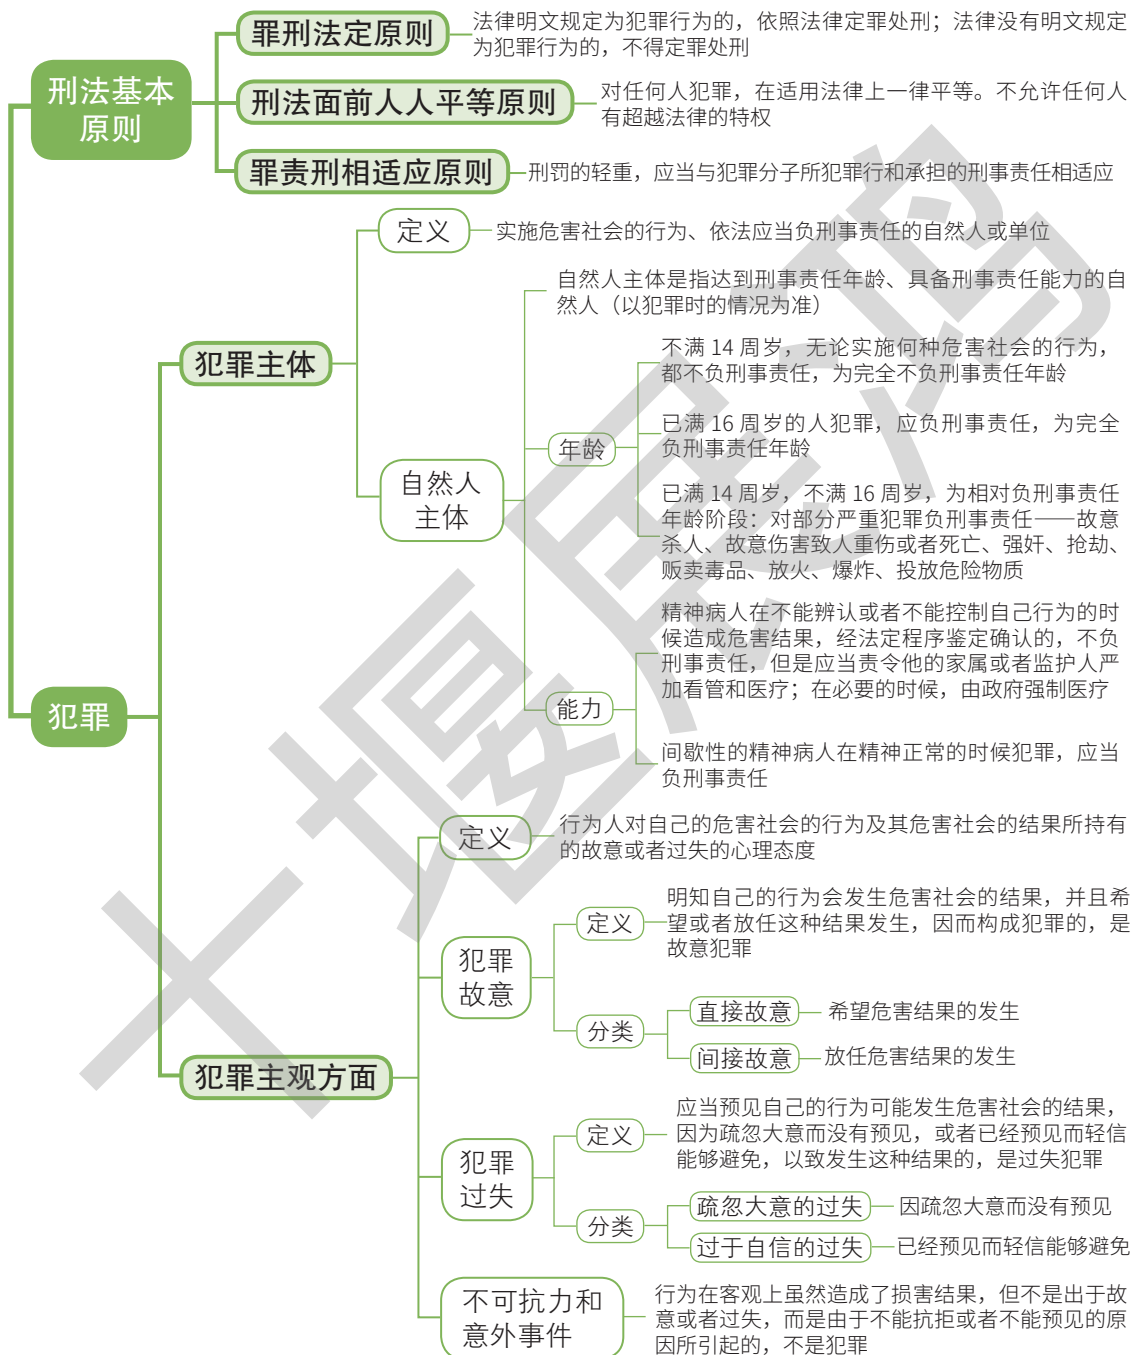 刑法基本
原则
罪刑法定原则
法律明文规定为犯罪行为的，依照法律定罪处刑；法律没有明文规定
为犯罪行为的，不得定罪处刑
刑法面前人人平等原则
对任何人犯罪，在适用法律上一律平等。不允许任何人
有超越法律的特权
罪责刑相适应原则
刑罚的轻重，应当与犯罪分子所犯罪行和承担的刑事责任相适应
犯罪
犯罪主体
定义
实施危害社会的行为、依法应当负刑事责任的自然人或单位
自然人
主体
自然人主体是指达到刑事责任年龄、具备刑事责任能力的自
然人（以犯罪时的情况为准）
年龄
不满 14 周岁，无论实施何种危害社会的行为，
都不负刑事责任，为完全不负刑事责任年龄
已满 16 周岁的人犯罪，应负刑事责任，为完全
负刑事责任年龄
已满 14 周岁，不满 16 周岁，为相对负刑事责任
年龄阶段：对部分严重犯罪负刑事责任——故意
杀人、故意伤害致人重伤或者死亡、强奸、抢劫、
贩卖毒品、放火、爆炸、投放危险物质
能力
精神病人在不能辨认或者不能控制自己行为的时
候造成危害结果，经法定程序鉴定确认的，不负
刑事责任，但是应当责令他的家属或者监护人严
加看管和医疗；在必要的时候，由政府强制医疗
间歇性的精神病人在精神正常的时候犯罪，应当
负刑事责任
犯罪主观方面
定义
行为人对自己的危害社会的行为及其危害社会的结果所持有
的故意或者过失的心理态度
犯罪
故意
定义
明知自己的行为会发生危害社会的结果，并且希
望或者放任这种结果发生，因而构成犯罪的，是
故意犯罪
分类
直接故意
希望危害结果的发生
间接故意
放任危害结果的发生
犯罪
过失
定义
应当预见自己的行为可能发生危害社会的结果，
因为疏忽大意而没有预见，或者已经预见而轻信
能够避免，以致发生这种结果的，是过失犯罪
分类
疏忽大意的过失
因疏忽大意而没有预见
过于自信的过失
已经预见而轻信能够避免
不可抗力和
意外事件
行为在客观上虽然造成了损害结果，但不是出于故
意或者过失，而是由于不能抗拒或者不能预见的原
因所引起的，不是犯罪